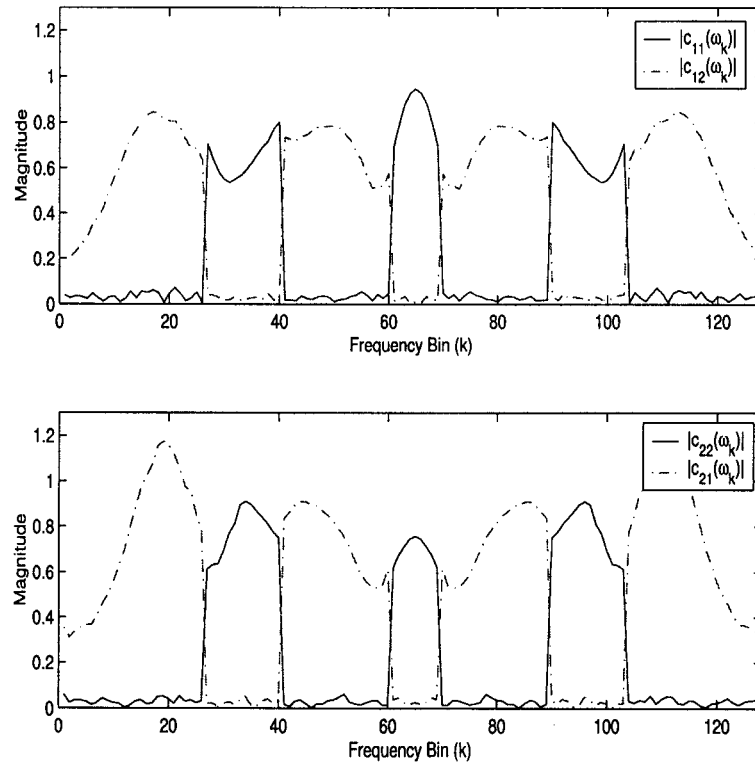 1.2
1
0.8
0.6
0.4
0.2
0
Magnitude
|c₁₁(ωₖ)|
|c₁₂(ωₖ)|
0 20 40 60 80 100 120
Frequency Bin (k)
1.2
1
0.8
0.6
0.4
0.2
0
Magnitude
|c₂₂(ωₖ)|
|c₂₁(ωₖ)|
0 20 40 60 80 100 120
Frequency Bin (k)